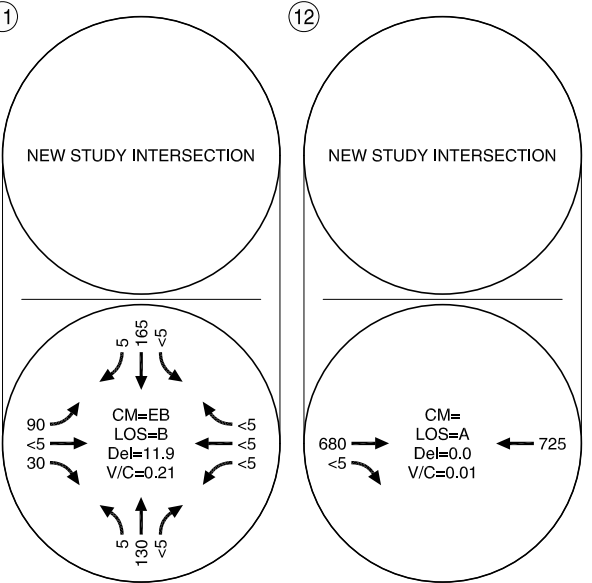 1
12
NEW STUDY INTERSECTION
NEW STUDY INTERSECTION
5
165
<5
90
<5
30
CM=EB
LOS=B
Del=11.9
V/C=0.21
<5
<5
<5
5
130
<5
680
<5
CM=
LOS=A
Del=0.0
V/C=0.01
725